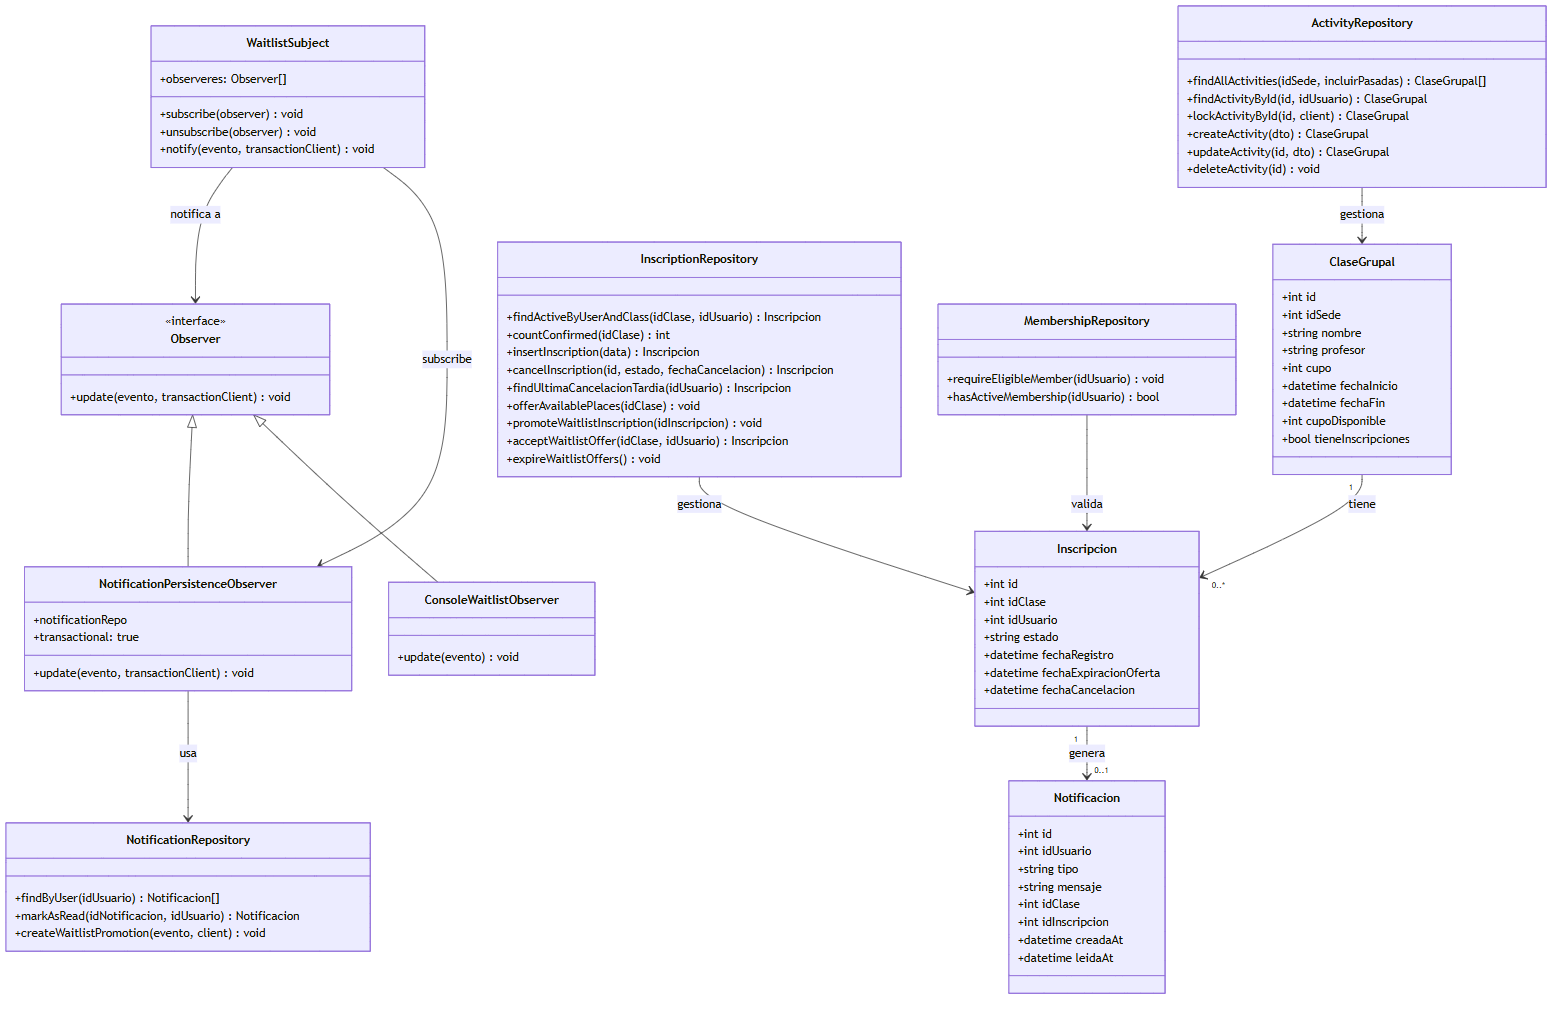 WaitlistSubject
+observeres: Observer[]
+subscribe(observer) : void
+unsubscribe(observer) : void
+notify(evento, transactionClient) : void
notifica a
subscribe
«interface»
Observer
+update(evento, transactionClient) : void
NotificationPersistenceObserver
+notificationRepo
+transactional: true
+update(evento, transactionClient) : void
ConsoleWaitlistObserver
+update(evento) : void
usa
NotificationRepository
+findByUser(idUsuario) : Notificacion[]
+markAsRead(idNotificacion, idUsuario) : Notificacion
+createWaitlistPromotion(evento, client) : void
InscriptionRepository
+findActiveByUserAndClass(idClase, idUsuario) : Inscripcion
+countConfirmed(idClase) : int
+insertInscription(data) : Inscripcion
+cancelInscription(id, estado, fechaCancelacion) : Inscripcion
+findUltimaCancelacionTardia(idUsuario) : Inscripcion
+offerAvailablePlaces(idClase) : void
+promoteWaitlistInscription(idInscripcion) : void
+acceptWaitlistOffer(idClase, idUsuario) : Inscripcion
+expireWaitlistOffers() : void
gestiona
MembershipRepository
+requireEligibleMember(idUsuario) : void
+hasActiveMembership(idUsuario) : bool
valida
ActivityRepository
+findAllActivities(idSede, incluirPasadas) : ClaseGrupal[]
+findActivityById(id, idUsuario) : ClaseGrupal
+lockActivityById(id, client) : ClaseGrupal
+createActivity(dto) : ClaseGrupal
+updateActivity(id, dto) : ClaseGrupal
+deleteActivity(id) : void
gestiona
ClaseGrupal
+int id
+int idSede
+string nombre
+string profesor
+int cupo
+datetime fechaInicio
+datetime fechaFin
+int cupoDisponible
+bool tieneInscripciones
1
tiene
0..*
Inscripcion
+int id
+int idClase
+int idUsuario
+string estado
+datetime fechaRegistro
+datetime fechaExpiracionOferta
+datetime fechaCancelacion
1
genera
0..1
Notificacion
+int id
+int idUsuario
+string tipo
+string mensaje
+int idClase
+int idInscripcion
+datetime creadaAt
+datetime leidaAt